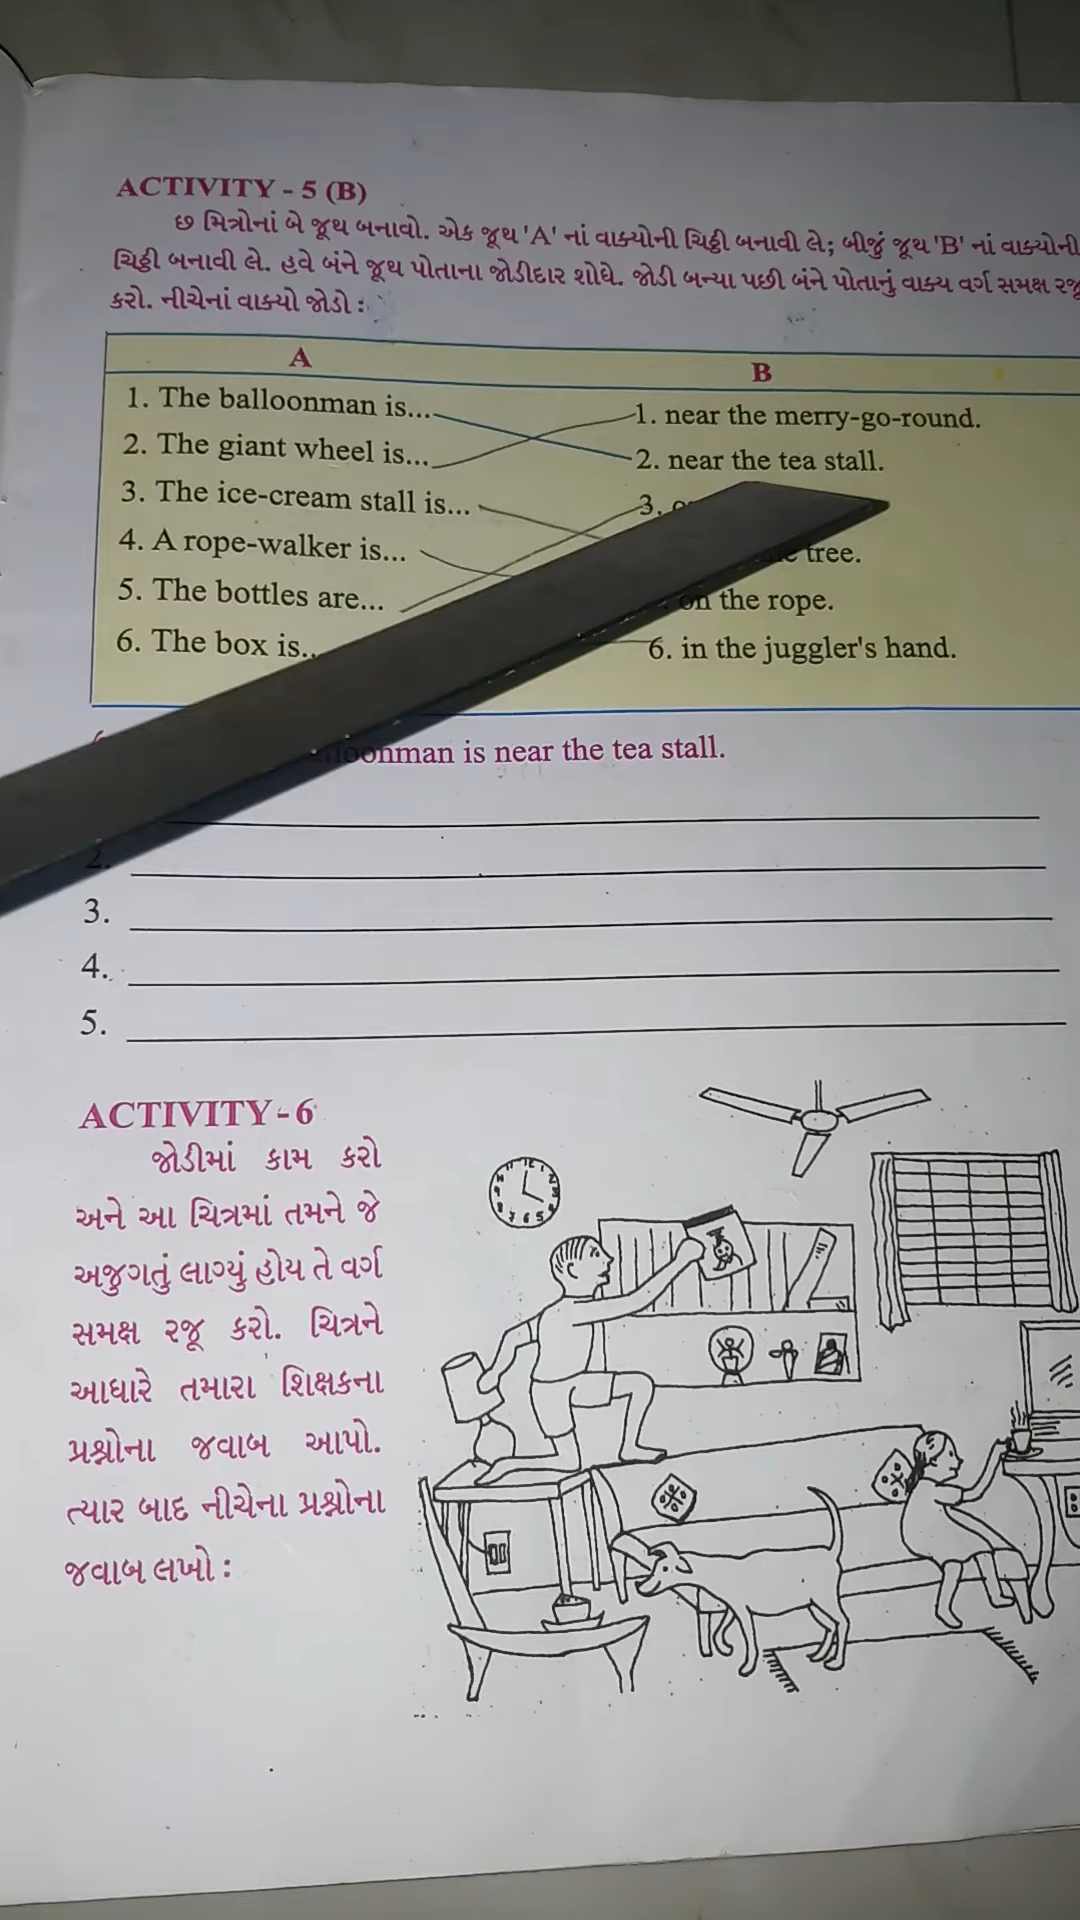 ACTIVITY - 5 (B)
છ મિત્રોનાં બે જૂથ બનાવો. એક જૂથ 'A' નાં વાક્યોની ચિઠ્ઠી બનાવી લે; બીજું જૂથ 'B' નાં વાક્યોની
ચિઠ્ઠી બનાવી લે. હવે બંને જૂથ પોતાના જોડીદાર શોધે. જોડી બન્યા પછી બંને પોતાનું વાક્ય વર્ગ સમક્ષ રજૂ
કરો. નીચેનાં વાક્યો જોડો :
A
B
1. The balloonman is...
1. near the merry-go-round.
2. The giant wheel is...
2. near the tea stall.
3. The ice-cream stall is...
3.
4. A rope-walker is...
tree.
5. The bottles are...
on the rope.
6. The box is..
6. in the juggler's hand.
is near the tea stall.
2.
3.
4.
5.
ACTIVITY-6
જોડીમાં કામ કરો
અને આ ચિત્રમાં તમને જે
અજુગતું લાગ્યું હોય તે વર્ગ
સમક્ષ રજૂ કરો. ચિત્રને
આધારે તમારા શિક્ષકના
પ્રશ્નોના જવાબ આપો.
ત્યાર બાદ નીચેના પ્રશ્નોના
જવાબ લખો :